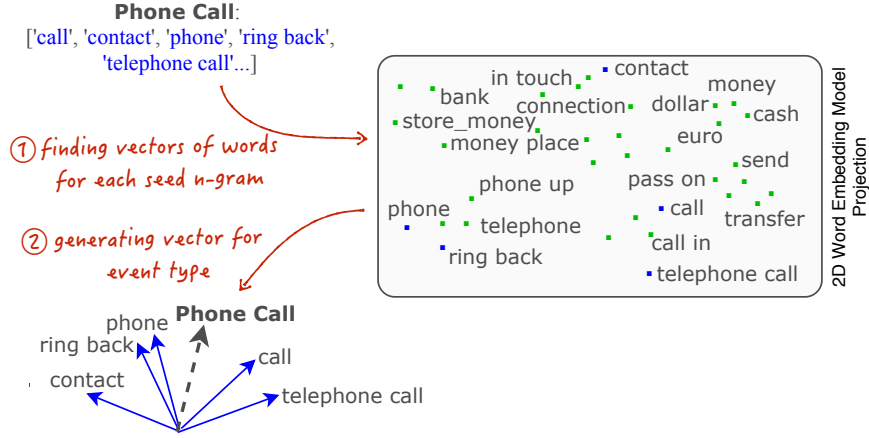 Phone Call:
['call', 'contact', 'phone', 'ring back',
'telephone call'...]
① finding vectors of words
for each seed n-gram
② generating vector for
event type
in touch
contact
bank
connection
dollar
money
cash
store_money
money place
euro
send
phone up
pass on
phone
telephone
call
transfer
call in
ring back
telephone call
2D Word Embedding Model
Projection
Phone Call
phone
ring back
call
contact
telephone call